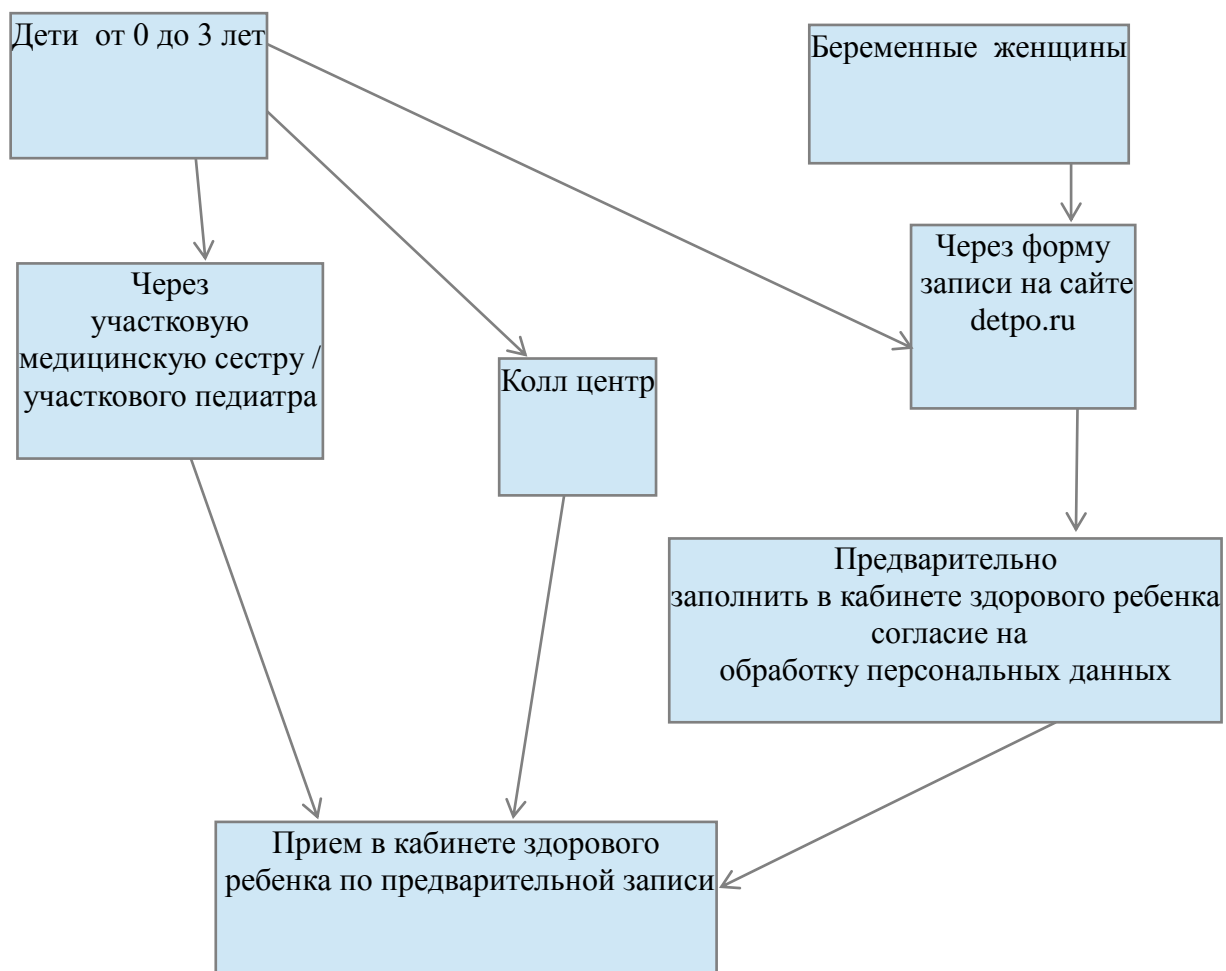 Дети от 0 до 3 лет
Беременные женщины
Через форму
записи на сайте
detpo.ru
Через
участковую
медицинскую сестру /
участкового педиатра
Колл центр
Предварительно
заполнить в кабинете здорового ребенка
согласие на
обработку персональных данных
Прием в кабинете здорового
ребенка по предварительной записи